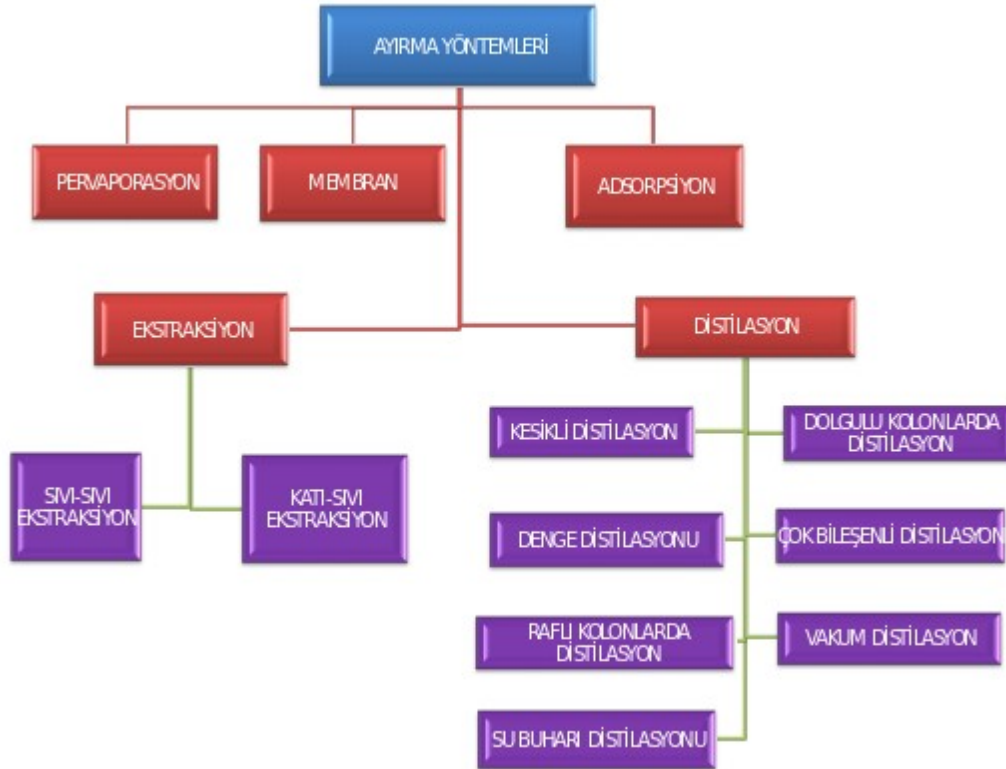 AYIRMA YÖNTEMLERİ
PERVAPORASYON
MEMBRAN
ADSORPSİYON
EKSTRAKSİYON
DİSTİLASYON
SIVI-SIVI
EKSTRAKSİYON
KATI-SIVI
EKSTRAKSİYON
KESİKLİ DİSTİLASYON
DOLGULU KOLONLARDA
DİSTİLASYON
DENGE DİSTİLASYONU
ÇOK BİLEŞENLİ DİSTİLASYON
RAFLI KOLONLARDA
DİSTİLASYON
VAKUM DİSTİLASYON
SU BUHARI DİSTİLASYONU